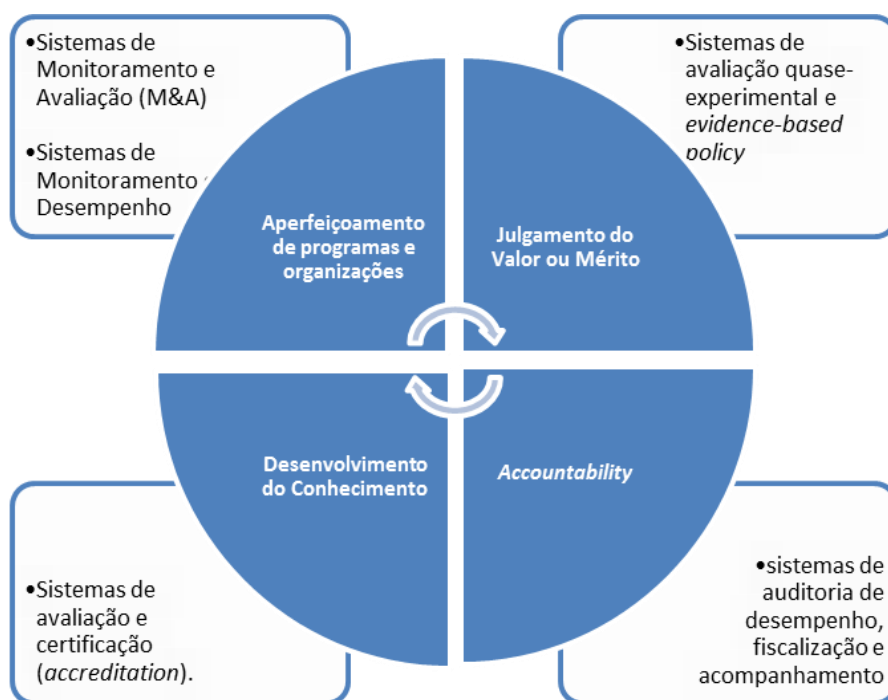 •Sistemas de
Monitoramento e
Avaliação (M&A)
•Sistemas de
Monitoramento
Desempenho
•Sistemas de
avaliação quase-
experimental e
evidence-based
policy
Aperfeiçoamento
de programas e
organizações
Julgamento do
Valor ou Mérito
Desenvolvimento
do Conhecimento
Accountability
•Sistemas de
avaliação e
certificação
(accreditation).
•sistemas de
auditoria de
desempenho,
fiscalização e
acompanhamento